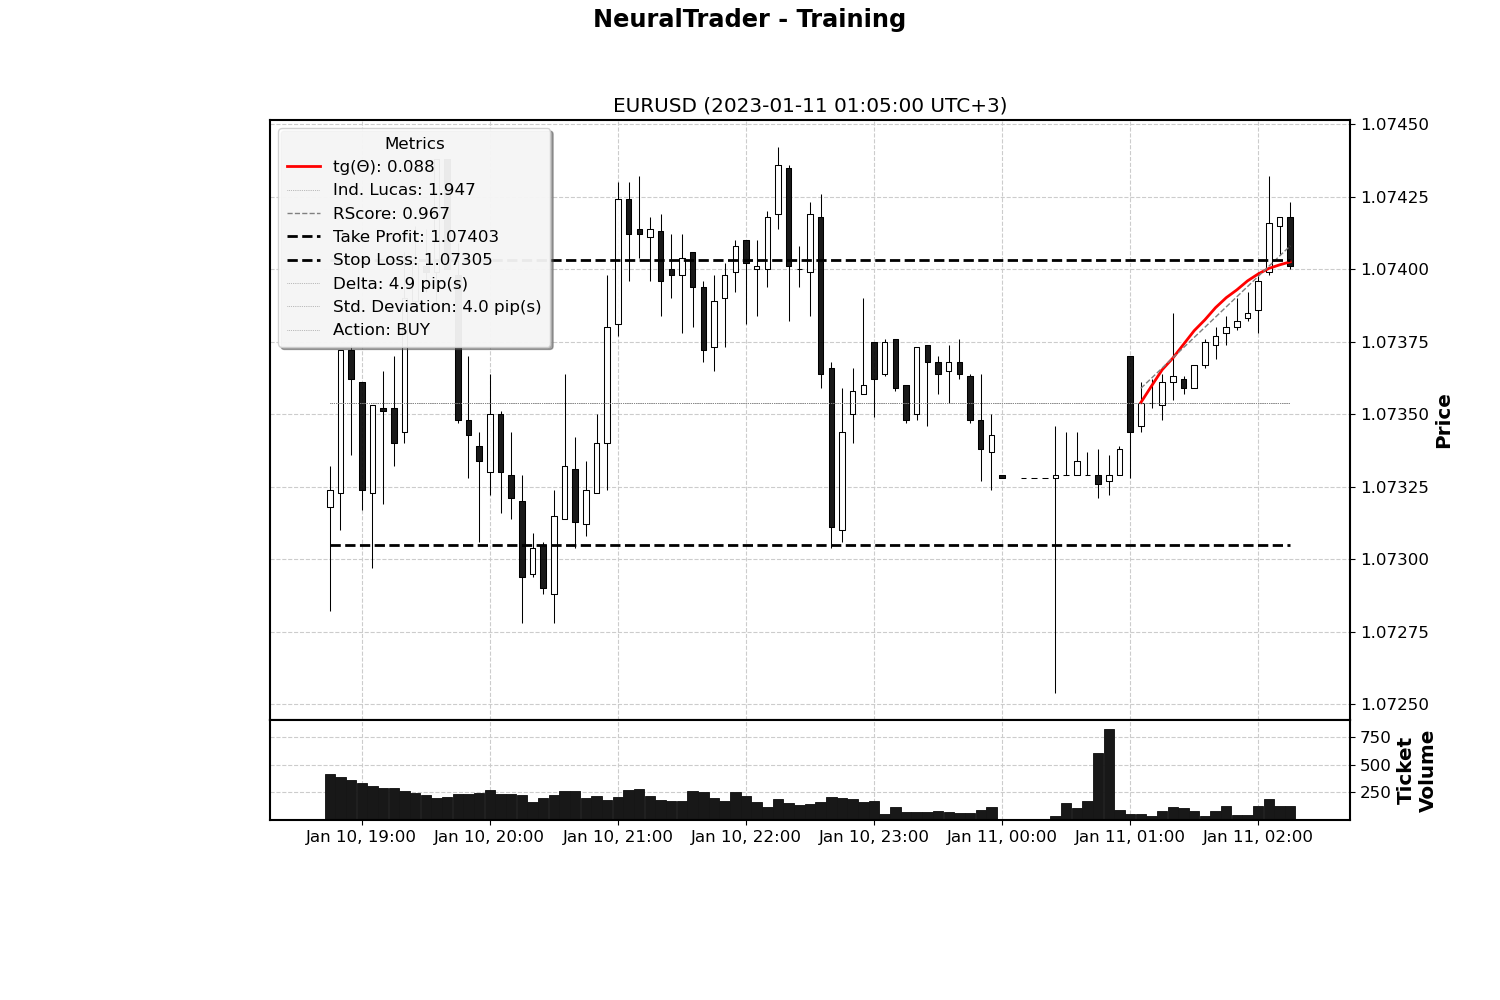 NeuralTrader - Training
EURUSD (2023-01-11 01:05:00 UTC+3)
Metrics
tg(Θ): 0.088
Ind. Lucas: 1.947
RScore: 0.967
Take Profit: 1.07403
Stop Loss: 1.07305
Delta: 4.9 pip(s)
Std. Deviation: 4.0 pip(s)
Action: BUY
1.07450
1.07425
1.07400
1.07375
1.07350
1.07325
1.07300
1.07275
1.07250
Price
750
500
250
Ticket
Volume
Jan 10, 19:00
Jan 10, 20:00
Jan 10, 21:00
Jan 10, 22:00
Jan 10, 23:00
Jan 11, 00:00
Jan 11, 01:00
Jan 11, 02:00